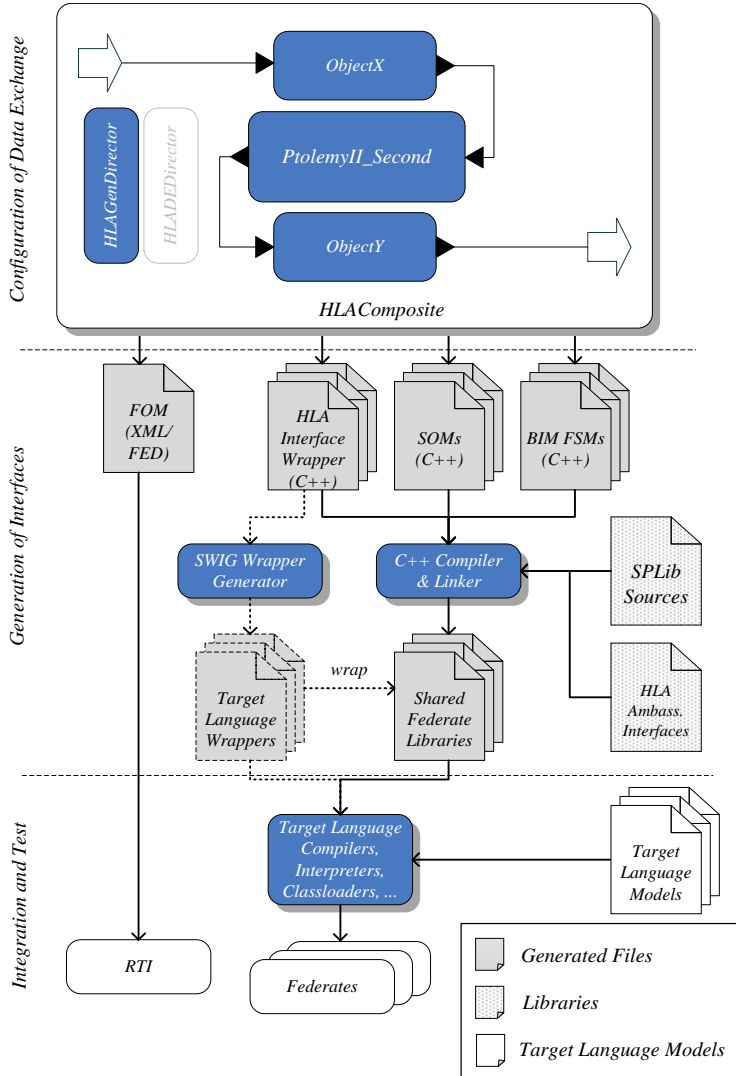 Configuration of Data Exchange
ObjectX
HLAGenDirector
HLADEDirector
PtolemyII_Second
ObjectY
HLAComposite
Generation of Interfaces
FOM
(XML/
FED)
HLA
Interface
Wrapper
(C++)
SOMs
(C++)
BIM FSMs
(C++)
SWIG Wrapper
Generator
C++ Compiler
& Linker
SPLib
Sources
Target
Language
Wrappers
wrap
Shared
Federate
Libraries
HLA
Ambass.
Interfaces
Integration and Test
Target Language
Compilers,
Interpreters,
Classloaders, ...
Target
Language
Models
RTI
Federates
Generated Files
Libraries
Target Language Models